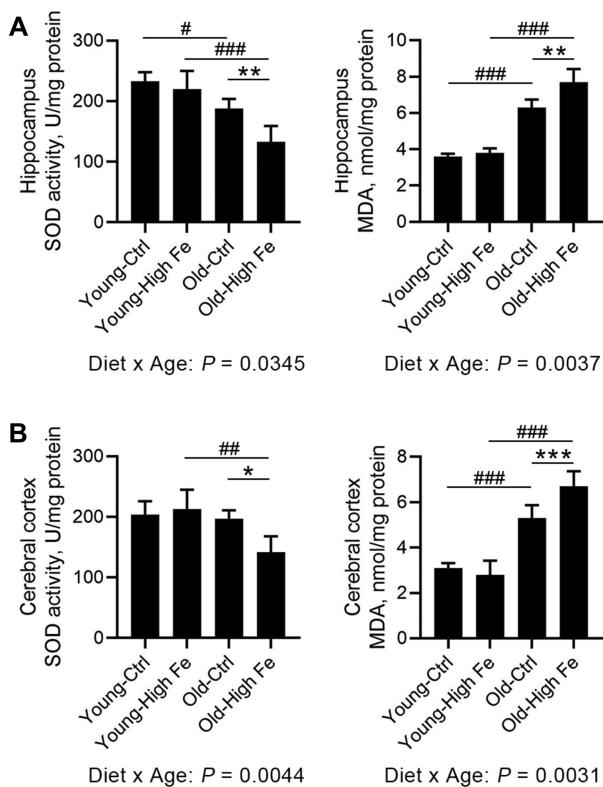 A
Hippocampus
SOD activity, U/mg protein
300
200
100
0
#
###
**
Young-Ctrl
Young-High Fe
Old-Ctrl
Old-High Fe
Diet x Age: P = 0.0345
Hippocampus
MDA, nmol/mg protein
10
8
6
4
2
0
###
**
###
Young-Ctrl
Young-High Fe
Old-Ctrl
Old-High Fe
Diet x Age: P = 0.0037
B
Cerebral cortex
SOD activity, U/mg protein
300
200
100
0
##
*
Young-Ctrl
Young-High Fe
Old-Ctrl
Old-High Fe
Diet x Age: P = 0.0044
Cerebral cortex
MDA, nmol/mg protein
8
6
4
2
0
###
***
###
Young-Ctrl
Young-High Fe
Old-Ctrl
Old-High Fe
Diet x Age: P = 0.0031